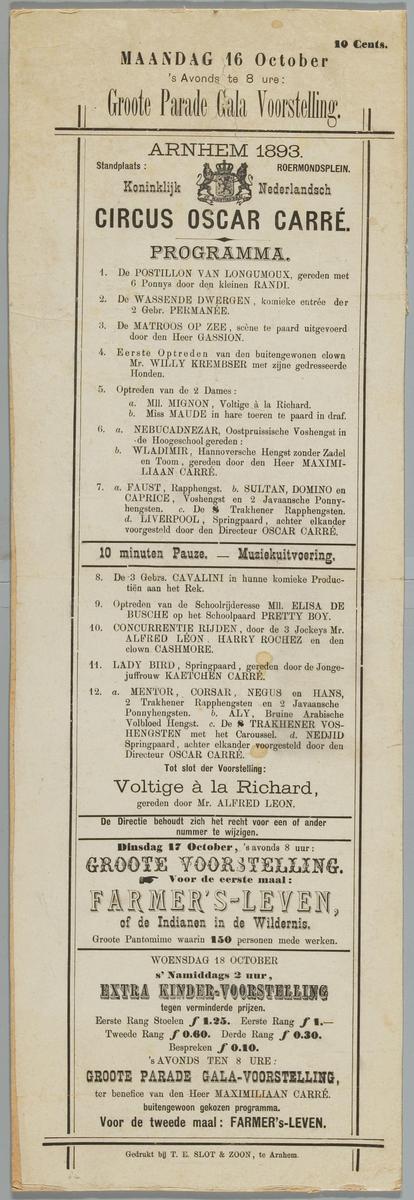 10 Cents.
MAANDAG 16 October
's Avonds te 8 ure:
Groote Parade Gala Voorstelling.
ARNHEM 1893.
Standplaats: ROERMONDSPLEIN.
Koninklijk Nederlandsch
CIRCUS OSCAR CARRÉ.
PROGRAMMA.
1. De POSTILLON VAN LONGUMOUX, gereden met
6 Ponnys door den kleinen RANDI.
2. De WASSENDE DWERGEN, komieke entrée der
2 Gebr. PERMANÉE.
3. De MATROOS OP ZEE, scène te paard uitgevoerd
door den Heer GASSION.
4. Eerste Optreden van den buitengewonen clown
Mr. WILLY KREMBSER met zijne gedresseerde
Honden.
5. Optreden van de 2 Dames:
a. Mll. MIGNON, Voltige à la Richard.
b. Miss MAUDE in hare toeren te paard in draf.
6. a. NEBUCADNEZAR, Oostpruissische Voshengst in
de Hoogeschool gereden:
b. WLADIMIR, Hannoversche Hengst zonder Zadel
en Toom, gereden door den Heer MAXIMI-
LIAAN CARRÉ.
7. a. FAUST, Rapphengst. b. SULTAN, DOMINO en
CAPRICE, Voshengst en 2 Javaansche Ponny-
hengsten. c. De 8 Trakhener Rapphengsten.
d. LIVERPOOL, Springpaard, achter elkander
voorgesteld door den Directeur OSCAR CARRÉ.
10 minuten Pauze. — Muziekuitvoering.
8. De 3 Gebrs. CAVALINI in hunne komieke Produc-
tiën aan het Rek.
9. Optreden van de Schoolrijderesse Mll. ELISA DE
BUSCHE op het Schoolpaard PRETTY BOY.
10. CONCURRENTIE RIJDEN, door de 3 Jockeys Mr.
ALFRED LÉON, HARRY ROCHEZ en den
clown CASHMORE.
11. LADY BIRD, Springpaard, gereden door de Jonge-
juffrouw KAETCHEN CARRÉ.
12. a. MENTOR, CORSAR, NEGUS en HANS,
2 Trakhener Rapphengsten en 2 Javaansche
Ponnyhengsten. b. ALY, Bruine Arabische
Volbloed Hengst. c. De 8 TRAKHENER VOS-
HENGSTEN met het Caroussel. d. NEDJID
Springpaard, achter elkander voorgesteld door den
Directeur OSCAR CARRÉ.
Tot slot der Voorstelling:
Voltige à la Richard,
gereden door Mr. ALFRED LEON.
De Directie behoudt zich het recht voor een of ander
nummer te wijzigen.
Dinsdag 17 October, 's avonds 8 uur:
GROOTE VOORSTELLING.
Voor de eerste maal:
FARMER'S-LEVEN,
of de Indianen in de Wildernis.
Groote Pantomime waarin 150 personen mede werken.
WOENSDAG 18 OCTOBER
s' Namiddags 2 uur,
EXTRA KINDER-VOORSTELLING
tegen verminderde prijzen.
Eerste Rang Stoelen f 1.25. Eerste Rang f 1.—
Tweede Rang f 0.60. Derde Rang f 0.30.
Bespreken f 0.10.
's AVONDS TEN 8 URE:
GROOTE PARADE GALA-VOORSTELLING,
ter benefice van den Heer MAXIMILIAAN CARRÉ.
buitengewoon gekozen programma.
Voor de tweede maal: FARMER's-LEVEN.
Gedrukt bij T. E. SLOT & ZOON, te Arnhem.